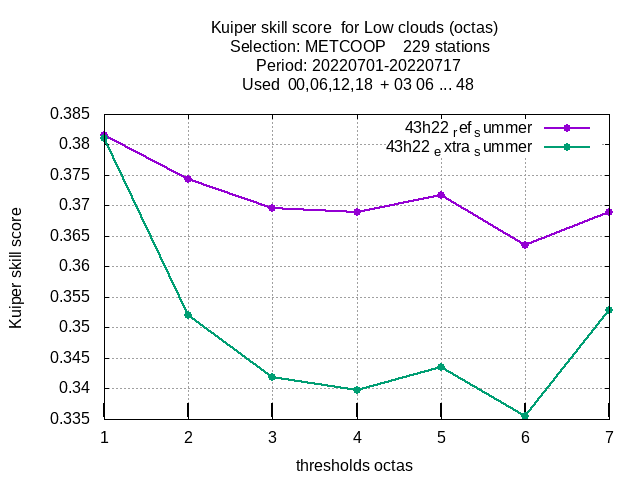 Kuiper skill score  for Low clouds (octas)
Selection: METCOOP    229 stations
Period: 20220701-20220717
Used  00,06,12,18  + 03 06 ... 48
43h22 ref summer
43h22 extra summer
0.385
0.38
0.375
0.37
0.365
0.36
0.355
0.35
0.345
0.34
0.335
Kuiper skill score
1 2 3 4 5 6 7
thresholds octas